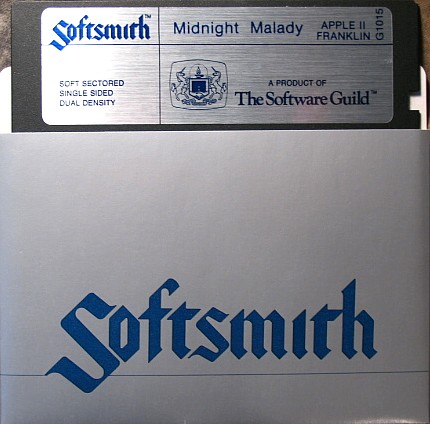 Softsmith™
Midnight Malady
APPLE II
FRANKLIN
G1015
SOFT SECTORED
SINGLE SIDED
DUAL DENSITY
A PRODUCT OF
The Software Guild™
Softsmith